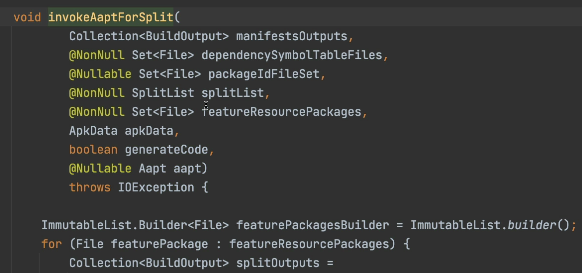 void invokeAaptForSplit(
Collection<BuildOutput> manifestsOutputs,
@NonNull Set<File> dependencySymbolTableFiles,
@Nullable Set<File> packageIdFileSet,
@NonNull SplitList splitList,
@NonNull Set<File> featureResourcePackages,
ApkData apkData,
boolean generateCode,
@Nullable Aapt aapt)
throws IOException {
ImmutableList.Builder<File> featurePackagesBuilder = ImmutableList.builder();
for (File featurePackage : featureResourcePackages) {
Collection<BuildOutput> splitOutputs =